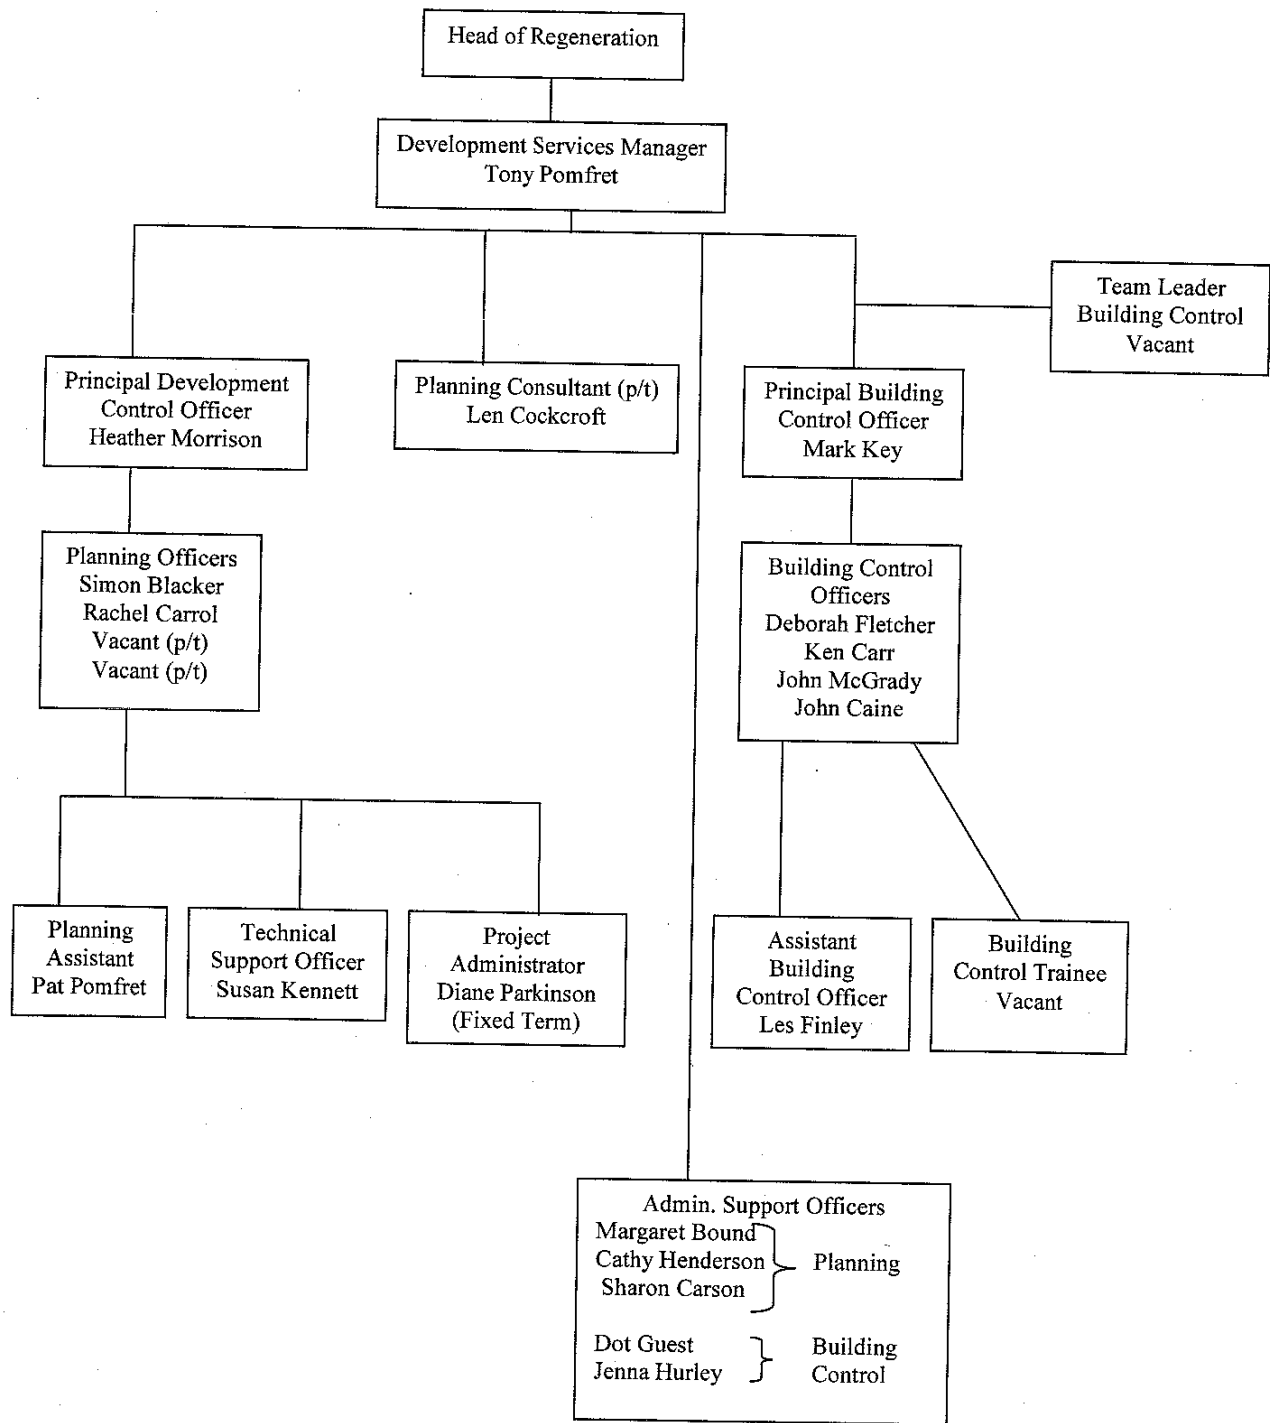 Head of Regeneration
Development Services Manager
Tony Pomfret
Team Leader
Building Control
Vacant
Principal Development
Control Officer
Heather Morrison
Planning Consultant (p/t)
Len Cockcroft
Principal Building
Control Officer
Mark Key
Planning Officers
Simon Blacker
Rachel Carrol
Vacant (p/t)
Vacant (p/t)
Building Control
Officers
Deborah Fletcher
Ken Carr
John McGrady
John Caine
Planning
Assistant
Pat Pomfret
Technical
Support Officer
Susan Kennett
Project
Administrator
Diane Parkinson
(Fixed Term)
Assistant
Building
Control Officer
Les Finley
Building
Control Trainee
Vacant
Admin. Support Officers
Margaret Bound
Cathy Henderson
Sharon Carson
Planning
Dot Guest
Jenna Hurley
Building
Control